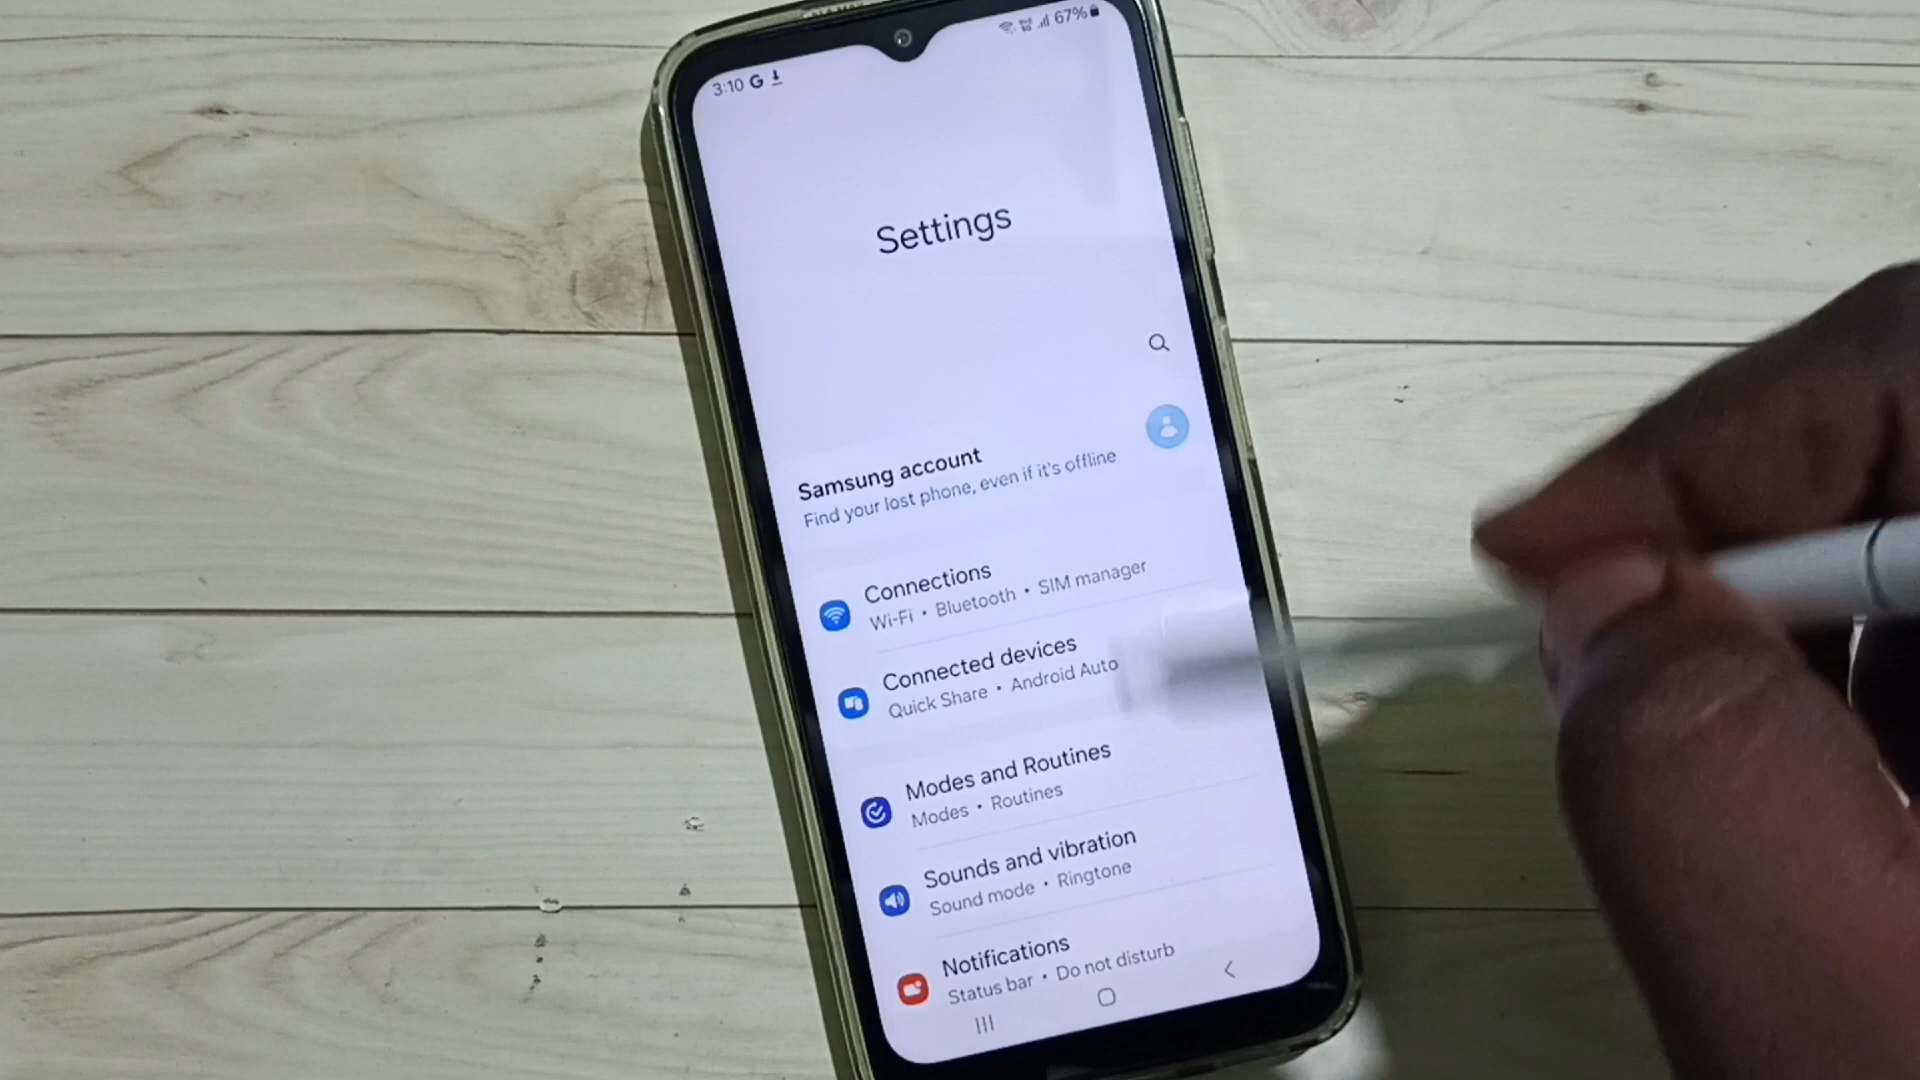 3:10 G
67%
Settings
Samsung account
Find your lost phone, even if it's offline
Connections
Wi-Fi • Bluetooth • SIM manager
Connected devices
Quick Share • Android Auto
Modes and Routines
Modes • Routines
Sounds and vibration
Sound mode • Ringtone
Notifications
Status bar • Do not disturb